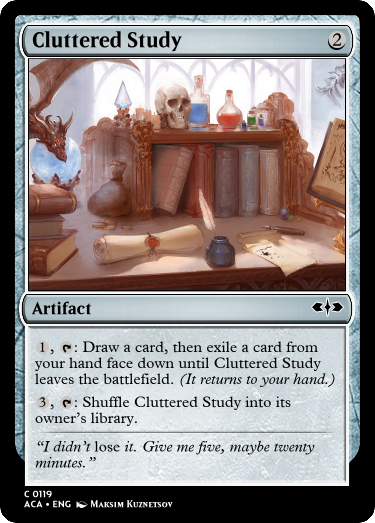 Cluttered Study 2
Artifact
1, : Draw a card, then exile a card from
your hand face down until Cluttered Study
leaves the battlefield. (It returns to your hand.)
3, : Shuffle Cluttered Study into its
owner's library.
“I didn't lose it. Give me five, maybe twenty
minutes.”
C 0119
ACA • ENG Maksim Kuznetsov